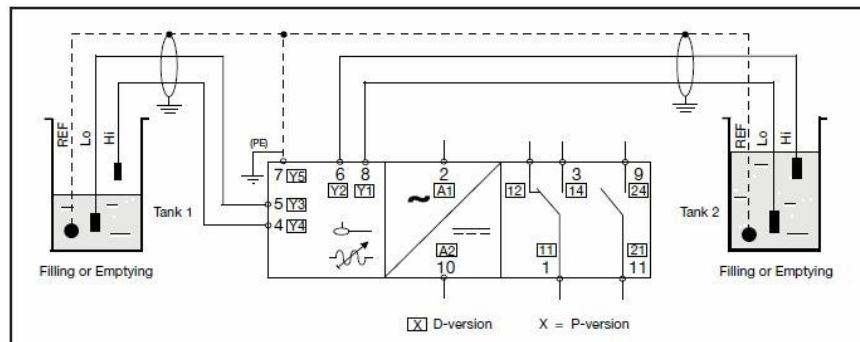 REF
Lo
Hi
Tank 1
Filling or Emptying
(PE)
7 Y5
6
Y2
8
Y1
5 Y3
4 Y4
2
A1
~
A2
10
12
3
14
9
24
11
1
21
11
REF
Lo
Hi
Tank 2
Filling or Emptying
X D-version X = P-version